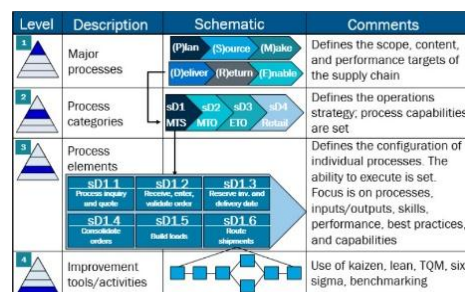 Level Description Schematic Comments
1
Major
processes
(P)lan (S)ource (M)ake
(D)eliver (R)eturn (E)nable
Defines the scope, content,
and performance targets of
the supply chain
2
Process
categories
sD1 sD2 sD3 sD4
MTS MTO ETO Retail
Defines the operations
strategy; process capabilities
are set
3
Process
elements
sD1.1 sD1.2 sD1.3
Process inquiry
and quote
Receive, enter,
validate order
Reserve inv. and
delivery date
sD1.4 sD1.5 sD1.6
Consolidate
orders
Build loads
Route
shipments
Defines the configuration of
individual processes. The
ability to execute is set.
Focus is on processes,
inputs/outputs, skills,
performance, best practices,
and capabilities
4
Improvement
tools/activities
Use of kaizen, lean, TQM, six
sigma, benchmarking